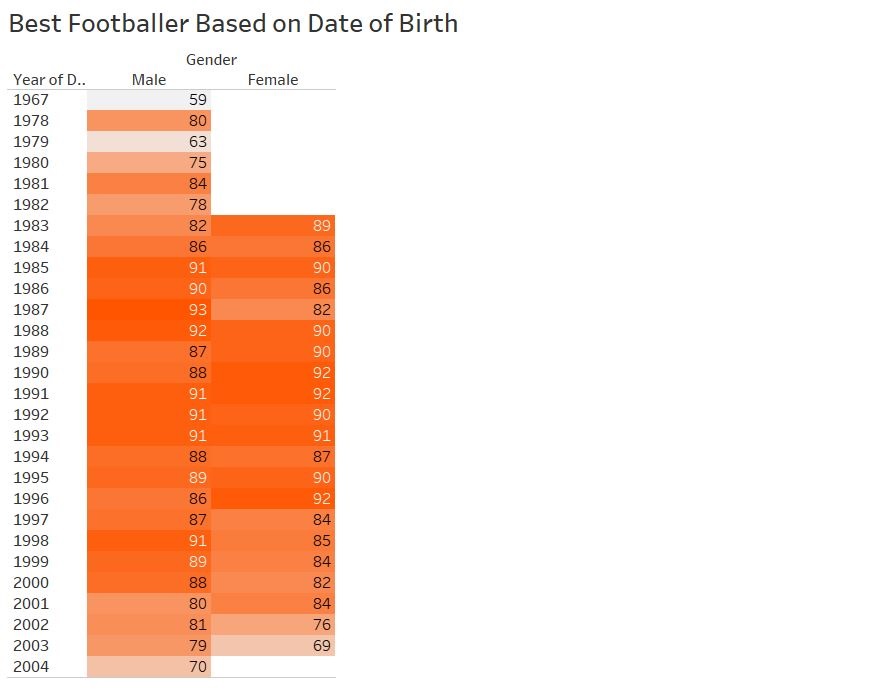 Best Footballer Based on Date of Birth
Gender
Year of D.. Male Female
1967 59
1978 80
1979 63
1980 75
1981 84
1982 78
1983 82 89
1984 86 86
1985 91 90
1986 90 86
1987 93 82
1988 92 90
1989 87 90
1990 88 92
1991 91 92
1992 91 90
1993 91 91
1994 88 87
1995 89 90
1996 86 92
1997 87 84
1998 91 85
1999 89 84
2000 88 82
2001 80 84
2002 81 76
2003 79 69
2004 70